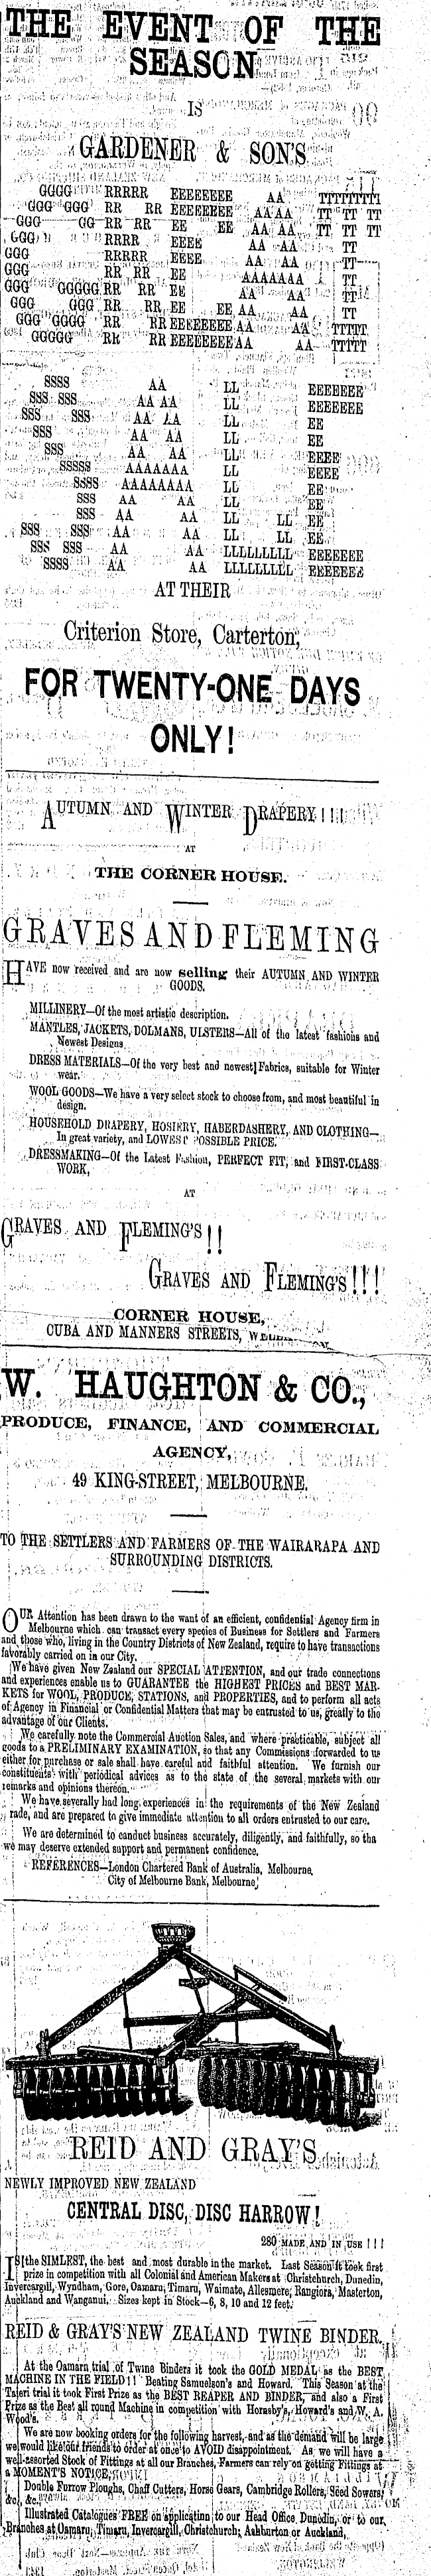 THE EVENT OF THE
SEASON
IS
GARDENER & SON'S
GREAT
SALE
AT THEIR
Criterion Store, Carterton,
FOR TWENTY-ONE DAYS
ONLY!
AUTUMN AND WINTER DRAPERY!!!
AT
THE CORNER HOUSE.
GRAVES AND FLEMING
HAVE now received and are now selling their AUTUMN AND WINTER
GOODS.
MILLINERY—Of the most artistic description.
MANTLES, JACKETS, DOLMANS, ULSTERS—All of the latest fashions and
Newest Designs
DRESS MATERIALS—Of the very best and newest Fabrics, suitable for Winter
wear.
WOOL GOODS—We have a very select stock to choose from, and most beautiful in
design.
HOUSEHOLD DRAPERY, HOSIERY, HABERDASHERY, AND CLOTHING—
In great variety, and LOWEST POSSIBLE PRICE.
DRESSMAKING—Of the Latest Fashion, PERFECT FIT, and FIRST-CLASS
WORK,
AT
GRAVES AND FLEMING'S!!
GRAVES AND FLEMING'S!!!
CORNER HOUSE,
CUBA AND MANNERS STREETS,
W. HAUGHTON & CO.,
PRODUCE, FINANCE, AND COMMERCIAL
AGENCY,
49 KING-STREET, MELBOURNE.
TO THE SETTLERS AND FARMERS OF THE WAIRARAPA AND
SURROUNDING DISTRICTS.
OUR Attention has been drawn to the want of an efficient, confidential Agency firm in
Melbourne which can transact every species of Business for Settlers and Farmers
and those who, living in the Country Districts of New Zealand, require to have transactions
favorably carried on in our City.
We have given New Zealand our SPECIAL ATTENTION, and our trade connections
and experiences enable us to GUARANTEE the HIGHEST PRICES and BEST MAR-
KETS for WOOL, PRODUCE, STATIONS, and PROPERTIES, and to perform all acts
of Agency in Financial or Confidential Matters that may be entrusted to us, greatly to the
advantage of our Clients.
We carefully note the Commercial Auction Sales, and where practicable, subject all
goods to a PRELIMINARY EXAMINATION, so that any Commissions forwarded to us
either for purchase or sale shall have careful and faithful attention. We furnish our
constituents with periodical advices as to the state of the several markets with our
remarks and opinions thereon.
We have severally had long experiences in the requirements of the New Zealand
rade, and are prepared to give immediate attention to all orders entrusted to our care.
We are determined to conduct business accurately, diligently, and faithfully, so tha
we may deserve extended support and permanent confidence.
REFERENCES—London Chartered Bank of Australia, Melbourne.
City of Melbourne Bank, Melbourne
REID AND GRAY'S
NEWLY IMPROVED NEW ZEALAND
CENTRAL DISC, DISC HARROW!
280 MADE AND IN USE!!!
IS the SIMLEST, the best and most durable in the market. Last Season it took first
prize in competition with all Colonial and American Makers at Christchurch, Dunedin,
Invercargill, Wyndham, Gore, Oamaru, Timaru, Waimate, Allesmere, Rangiora, Masterton,
Auckland and Wanganui. Sizes kept in Stock—6, 8, 10 and 12 feet.
REID & GRAY'S NEW ZEALAND TWINE BINDER.
At the Oamaru trial of Twine Binders it took the GOLD MEDAL as the BEST
MACHINE IN THE FIELD!! Beating Samuelson's and Howard. This Season at the
Taieri trial it took First Prize as the BEST REAPER AND BINDER, and also a First
Prize as the Best all round Machine in competition with Hornsby's, Howard's and W. A.
Wood's.
We are now booking orders for the following harvest, and as the demand will be large
we would like our friends to order at once to AVOID disappointment. As we will have a
well-assorted Stock of Fittings at all our Branches, Farmers can rely on getting Fittings at
a MOMENT'S NOTICE.
Double Furrow Ploughs, Chaff Cutters, Horse Gears, Cambridge Rollers, Seed Sowers,
&c., &c.
Illustrated Catalogues FREE on application to our Head Office, Dunedin, or to our
Branches at Oamaru, Timaru, Invercargill, Christchurch, Ashburton or Auckland,